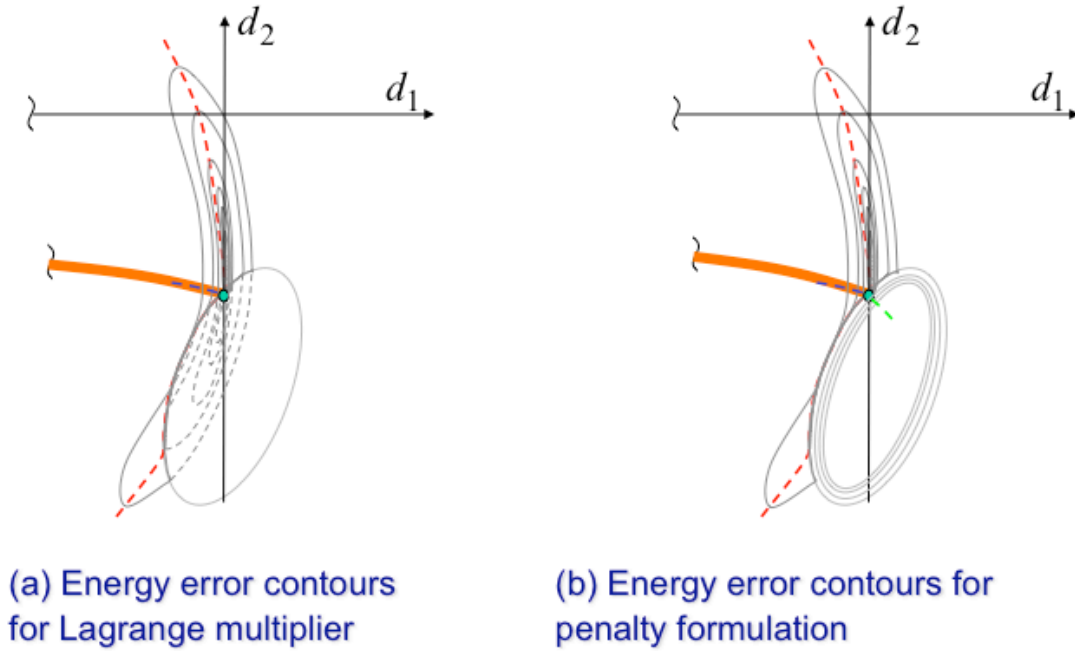 d₂
d₁
d₂
d₁
(a) Energy error contours
for Lagrange multiplier
(b) Energy error contours for
penalty formulation